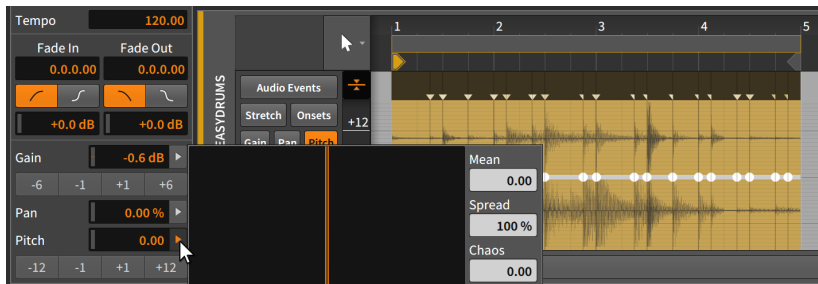 Tempo 120.00
Fade In Fade Out
0.0.0.00 0.0.0.00
+0.0 dB +0.0 dB
Gain -0.6 dB
-6 -1 +1 +6
Pan 0.00 %
Pitch 0.00
-12 -1 +1 +12
EASYDRUMS
Audio Events
Stretch Onsets
Gain Pan Pitch
+12
1 2 3 4 5
Mean
0.00
Spread
100 %
Chaos
0.00